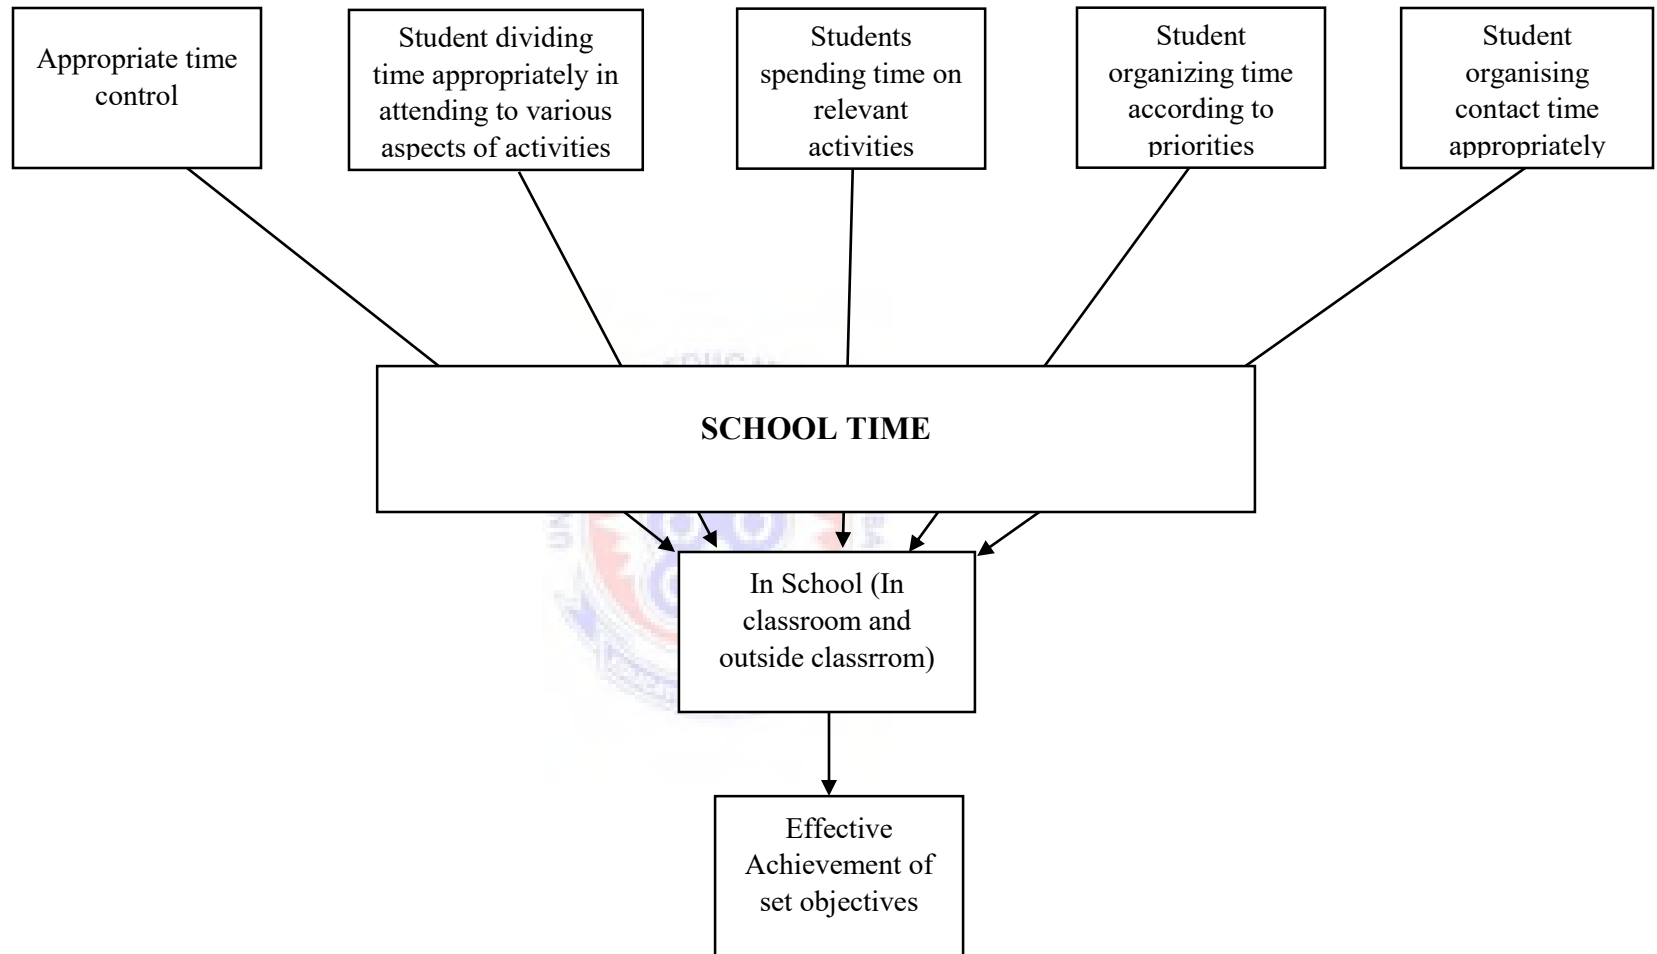 Appropriate time
control
Student dividing
time appropriately in
attending to various
aspects of activities
Students
spending time on
relevant
activities
Student
organizing time
according to
priorities
Student
organising
contact time
appropriately
SCHOOL TIME
In School (In
classroom and
outside classrrom)
Effective
Achievement of
set objectives